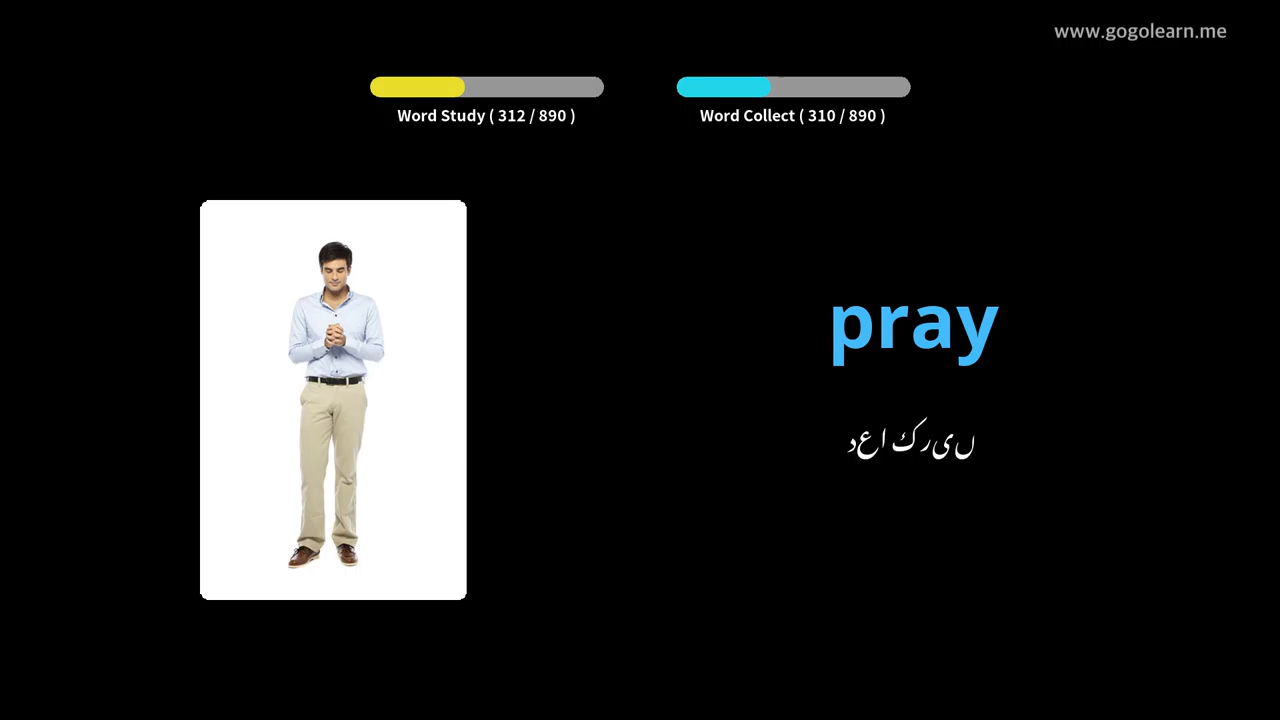 www.gogolearn.me
Word Study ( 312 / 890 )
Word Collect ( 310 / 890 )
pray
دعا کریں